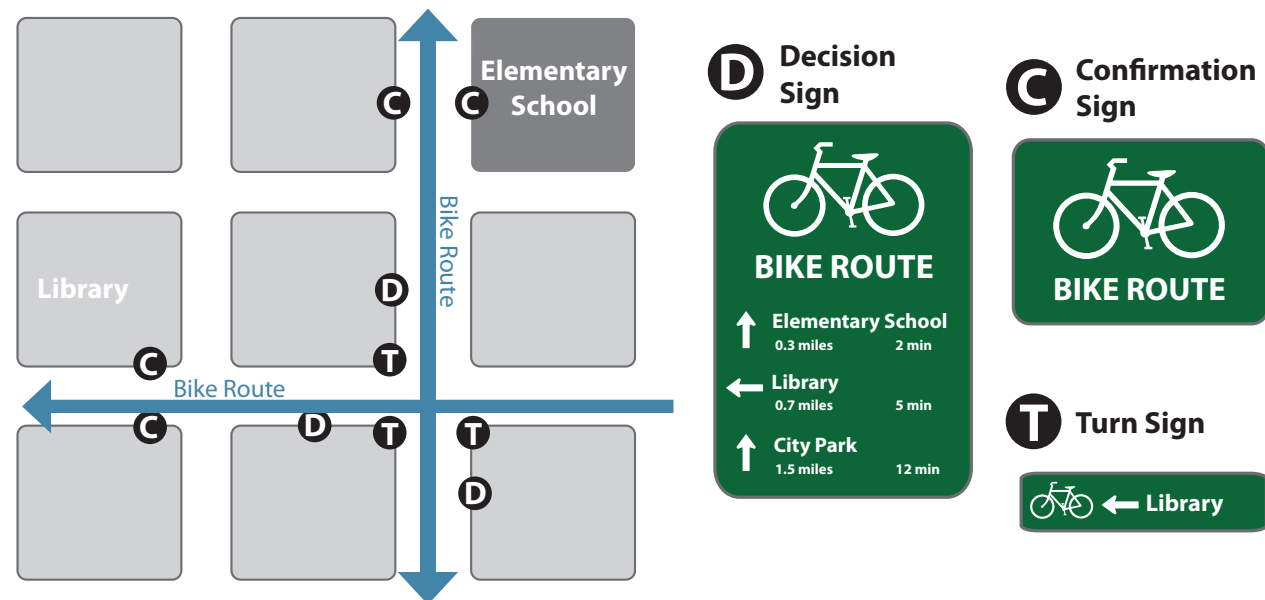 C
C
Elementary
School
Bike Route
Library
D
T
C
Bike Route
C
D
T
T
D
D
Decision
Sign
BIKE ROUTE
Elementary School
0.3 miles 2 min
Library
0.7 miles 5 min
City Park
1.5 miles 12 min
C
Confirmation
Sign
BIKE ROUTE
T
Turn Sign
Library